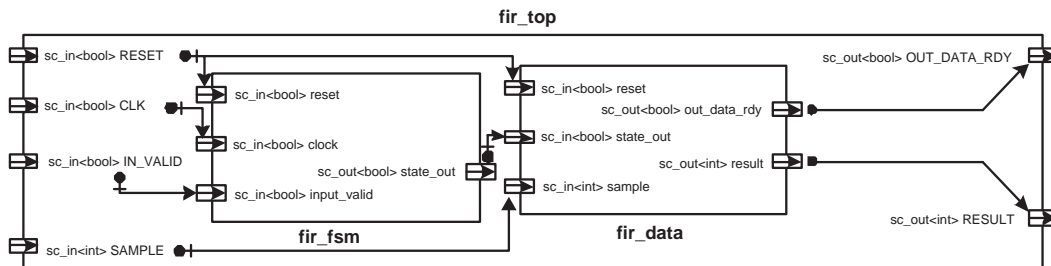 fir_top
sc_in<bool> RESET
sc_out<bool> OUT_DATA_RDY
sc_in<bool> reset
sc_in<bool> reset
sc_in<bool> CLK
sc_out<bool> out_data_rdy
sc_in<bool> clock
sc_in<bool> state_out
sc_in<bool> IN_VALID
sc_out<bool> state_out
sc_out<int> result
sc_in<bool> input_valid
sc_in<int> sample
sc_out<int> RESULT
fir_fsm
fir_data
sc_in<int> SAMPLE